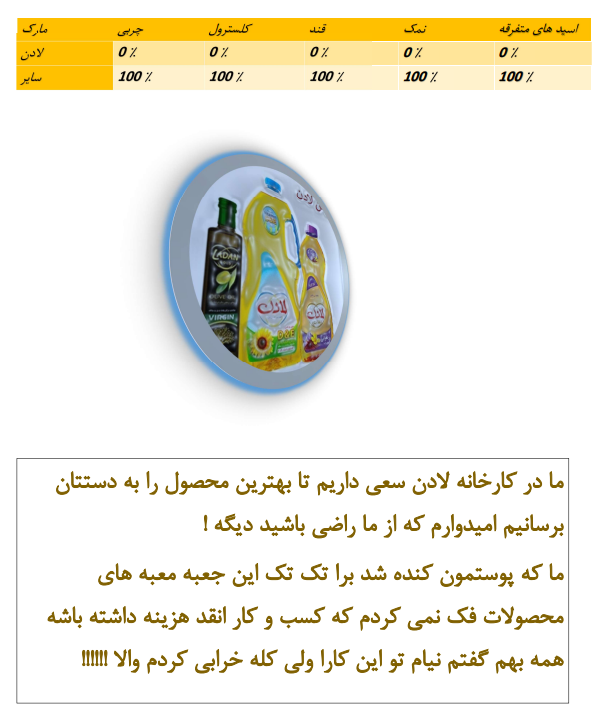 مارک چربی کلسترول قند نمک اسید های متفرقه
لادن 0 ٪ 0 ٪ 0 ٪ 0 ٪ 0 ٪
سایر 100 ٪ 100 ٪ 100 ٪ 100 ٪ 100 ٪
لادن
LADAN
OLIVE OIL
VIRGIN
لادن
لادن
ما در کارخانه لادن سعی داریم تا بهترین محصول را به دستتان
برسانیم امیدوارم که از ما راضی باشید دیگه !
ما که پوستمون کنده شد برا تک تک این جعبه معبه های
محصولات فک نمی کردم که کسب و کار انقد هزینه داشته باشه
همه بهم گفتم نیام تو این کارا ولی کله خرابی کردم والا !!!!!!